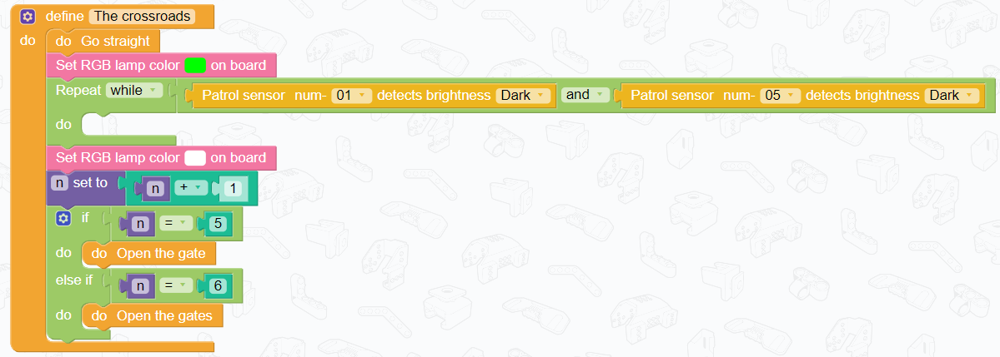 define The crossroads
do do Go straight
Set RGB lamp color on board
Repeat while Patrol sensor num- 01 detects brightness Dark and Patrol sensor num- 05 detects brightness Dark
do
Set RGB lamp color on board
n set to n + 1
if n = 5
do do Open the gate
else if n = 6
do do Open the gates